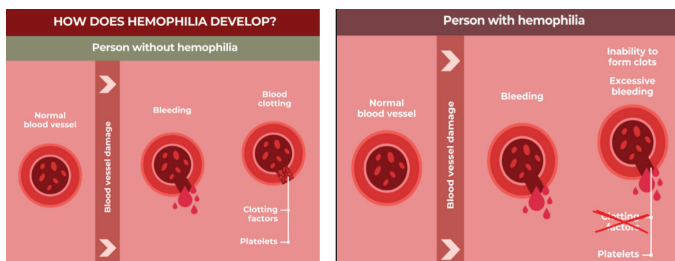 HOW DOES HEMOPHILIA DEVELOP?
Person without hemophilia
Normal
blood vessel
Blood vessel damage
Bleeding
Blood
clotting
Clotting
factors
Platelets
Person with hemophilia
Normal
blood vessel
Blood vessel damage
Bleeding
Inability to
form clots
Excessive
bleeding
Clotting
factors
Platelets